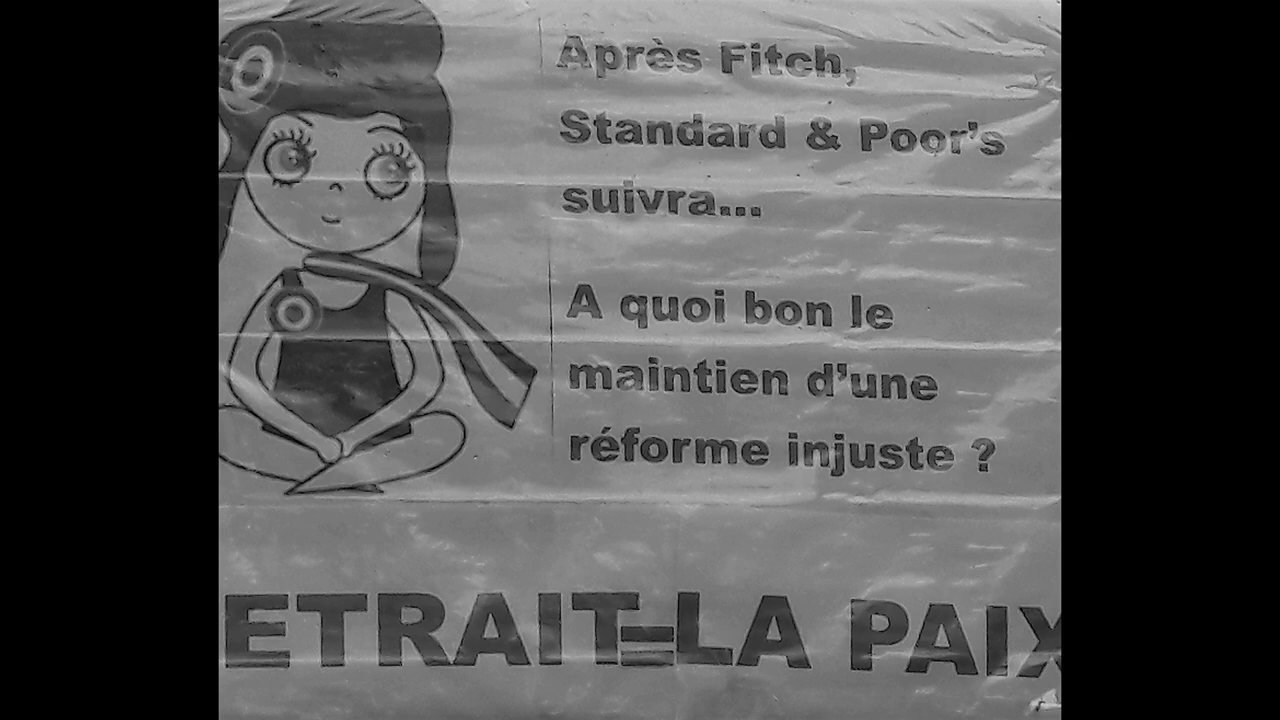 Après Fitch,
Standard & Poor's
suivra...
A quoi bon le
maintien d'une
réforme injuste ?
ETRAIT=LA PAIX